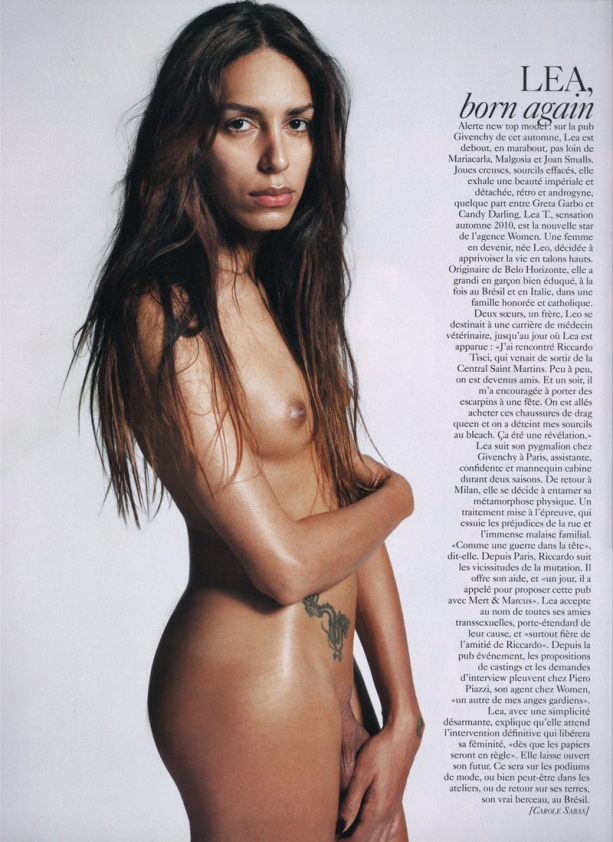 LEA,
born again
Alerte new top model : sur la pub
Givenchy de cet automne, Lea est
debout, en marabout, pas loin de
Mariacarla, Malgosia et Joan Smalls.
Joues creuses, sourcils effacés, elle
exhale une beauté impériale et
détachée, rétro et androgyne,
quelque part entre Greta Garbo et
Candy Darling. Lea T., sensation
automne 2010, est la nouvelle star
de l'agence Women. Une femme
en devenir, née Leo, décidée à
apprivoiser la vie en talons hauts.
Originaire de Belo Horizonte, elle a
grandi en garçon bien éduqué, à la
fois au Brésil et en Italie, dans une
famille honorée et catholique.
Deux sœurs, un frère, Leo se
destinait à une carrière de médecin
vétérinaire, jusqu'au jour où Lea est
apparue : «J'ai rencontré Riccardo
Tisci, qui venait de sortir de la
Central Saint Martins. Peu à peu,
on est devenus amis. Et un soir, il
m'a encouragée à porter des
escarpins à une fête. On est allés
acheter ces chaussures de drag
queen et on a déteint mes sourcils
au bleach. Ça été une révélation.»
Lea suit son pygmalion chez
Givenchy à Paris, assistante,
confidente et mannequin cabine
durant deux saisons. De retour à
Milan, elle se décide à entamer sa
métamorphose physique. Un
traitement mise à l'épreuve, qui
essuie les préjudices de la rue et
l'immense malaise familial.
«Comme une guerre dans la tête»,
dit-elle. Depuis Paris, Riccardo suit
les vicissitudes de la mutation. Il
offre son aide, et «un jour, il a
appelé pour proposer cette pub
avec Mert & Marcus». Lea accepte
au nom de toutes ses amies
transsexuelles, porte-étendard de
leur cause, et «surtout fière de
l'amitié de Riccardo». Depuis la
pub événement, les propositions
de castings et les demandes
d'interview pleuvent chez Piero
Piazzi, son agent chez Women,
«un autre de mes anges gardiens».
Lea, avec une simplicité
désarmante, explique qu'elle attend
l'intervention définitive qui libérera
sa féminité, «dès que les papiers
seront en règle». Elle laisse ouvert
son futur. Ce sera sur les podiums
de mode, ou bien peut-être dans les
ateliers, ou de retour sur ses terres,
son vrai berceau, au Brésil.
[CAROLE SABAS]